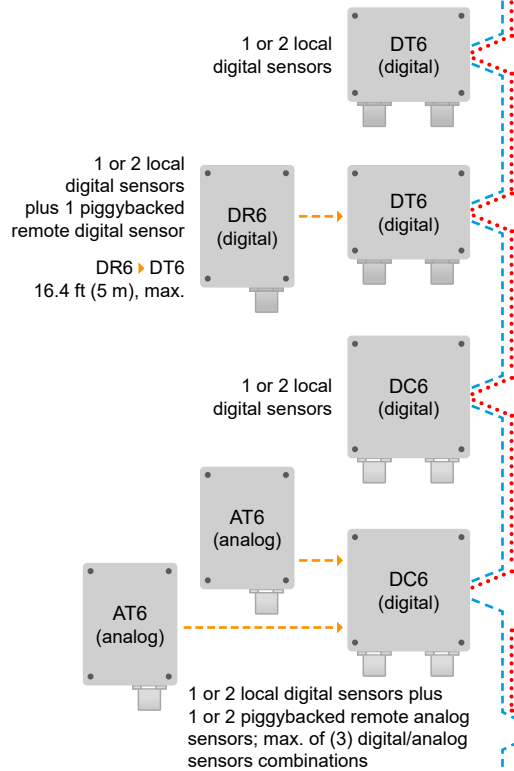 1 or 2 local
digital sensors
DT6
(digital)
1 or 2 local
digital sensors
plus 1 piggybacked
remote digital sensor
DR6 ▸ DT6
16.4 ft (5 m), max.
DR6
(digital)
DT6
(digital)
1 or 2 local
digital sensors
DC6
(digital)
AT6
(analog)
DC6
(digital)
AT6
(analog)
1 or 2 local digital sensors plus
1 or 2 piggybacked remote analog
sensors; max. of (3) digital/analog
sensors combinations